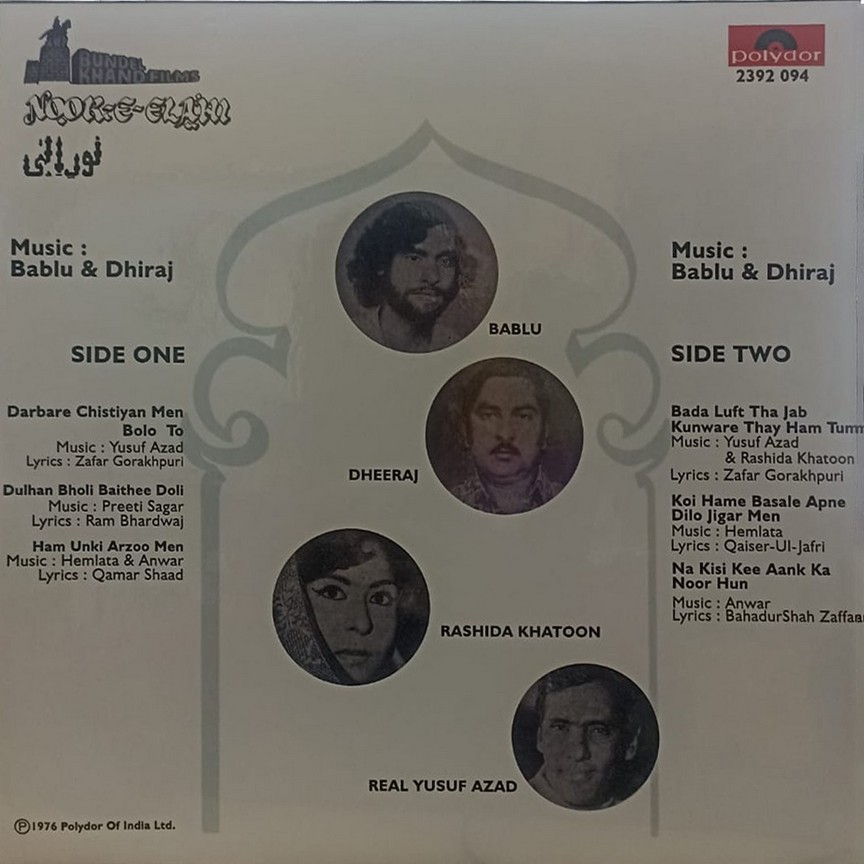 BUNDEL
KHAND FILMS
NOOR-E-ELAHI
polydor
2392 094
Music :
Bablu & Dhiraj
SIDE ONE
Darbare Chistiyan Men
Bolo To
Music : Yusuf Azad
Lyrics : Zafar Gorakhpuri
Dulhan Bholi Baithee Doli
Music : Preeti Sagar
Lyrics : Ram Bhardwaj
Ham Unki Arzoo Men
Music : Hemlata & Anwar
Lyrics : Qamar Shaad
BABLU
DHEERAJ
RASHIDA KHATOON
REAL YUSUF AZAD
Music :
Bablu & Dhiraj
SIDE TWO
Bada Luft Tha Jab
Kunware Thay Ham Tum
Music : Yusuf Azad
& Rashida Khatoon
Lyrics : Zafar Gorakhpuri
Koi Hame Basale Apne
Dilo Jigar Men
Music : Hemlata
Lyrics : Qaiser-Ul-Jafri
Na Kisi Kee Aank Ka
Noor Hun
Music : Anwar
Lyrics : BahadurShah Zaffa
Ⓟ1976 Polydor Of India Ltd.